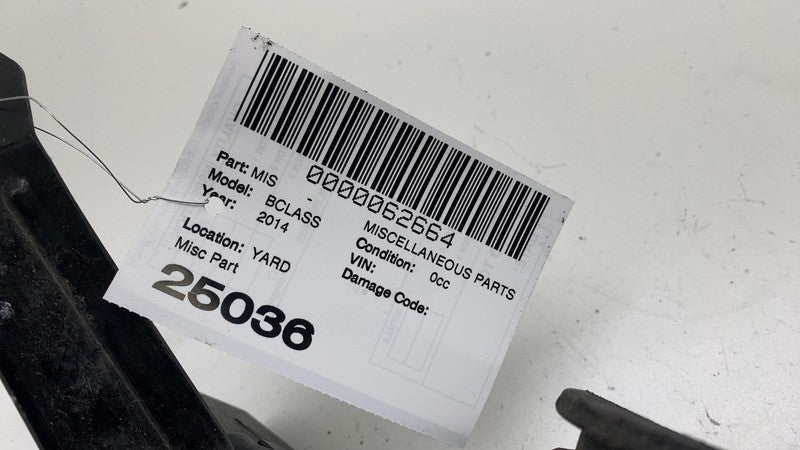 0000062664
Part: MIS - MISCELLANEOUS PARTS
Model: BCLASS Condition: 0cc
Year: 2014 VIN:
Damage Code:
Location: YARD
Misc Part
25036